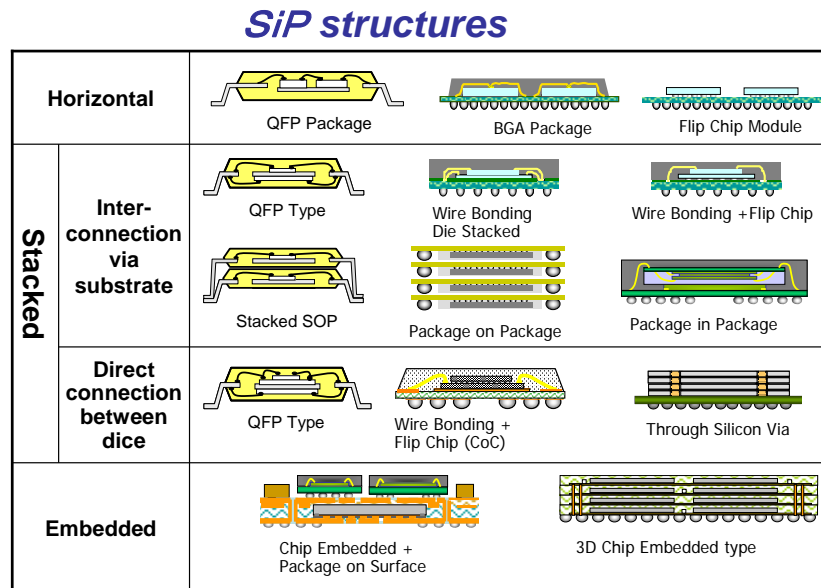 SiP structures
Horizontal
QFP Package
BGA Package
Flip Chip Module
Stacked
Inter-
connection
via
substrate
QFP Type
Wire Bonding
Die Stacked
Wire Bonding +Flip Chip
Stacked SOP
Package on Package
Package in Package
Direct
connection
between
dice
QFP Type
Wire Bonding +
Flip Chip (CoC)
Through Silicon Via
Embedded
Chip Embedded +
Package on Surface
3D Chip Embedded type